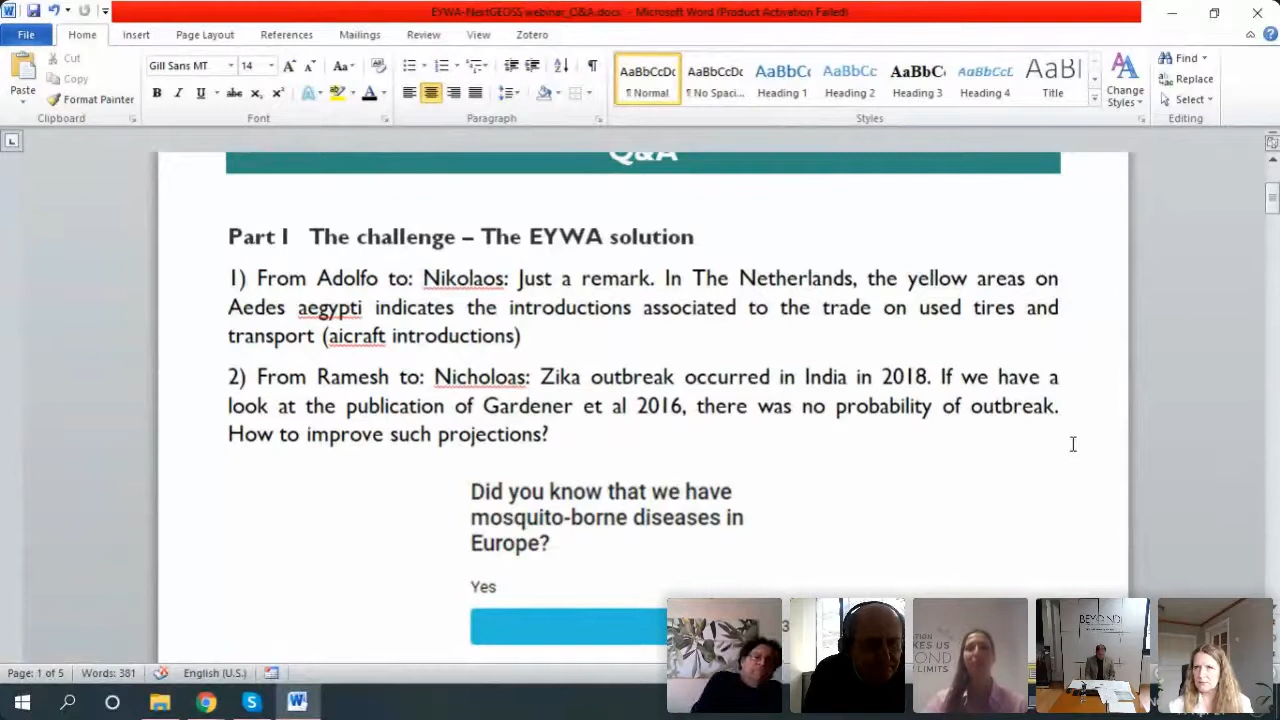 EYWA-NextGEOSS webinar_Q&A.docx - Microsoft Word (Product Activation Failed)
File Home Insert Page Layout References Mailings Review View Zotero
Paste
Cut
Copy
Format Painter
Clipboard
Gill Sans MT 14
Font
Paragraph
AaBbCcDc AaBbCcDc AaBbC AaBbCc AaBbC AaBbCcD AaBl
¶ Normal ¶ No Spaci... Heading 1 Heading 2 Heading 3 Heading 4 Title
Change
Styles
Styles
Find
Replace
Select
Editing
Q&A
Part I The challenge – The EYWA solution
1) From Adolfo to: Nikolaos: Just a remark. In The Netherlands, the yellow areas on
Aedes aegypti indicates the introductions associated to the trade on used tires and
transport (aicraft introductions)
2) From Ramesh to: Nicholoas: Zika outbreak occurred in India in 2018. If we have a
look at the publication of Gardener et al 2016, there was no probability of outbreak.
How to improve such projections?
Did you know that we have
mosquito-borne diseases in
Europe?
Yes
BEYOND
Page: 1 of 5 Words: 381 English (U.S.)